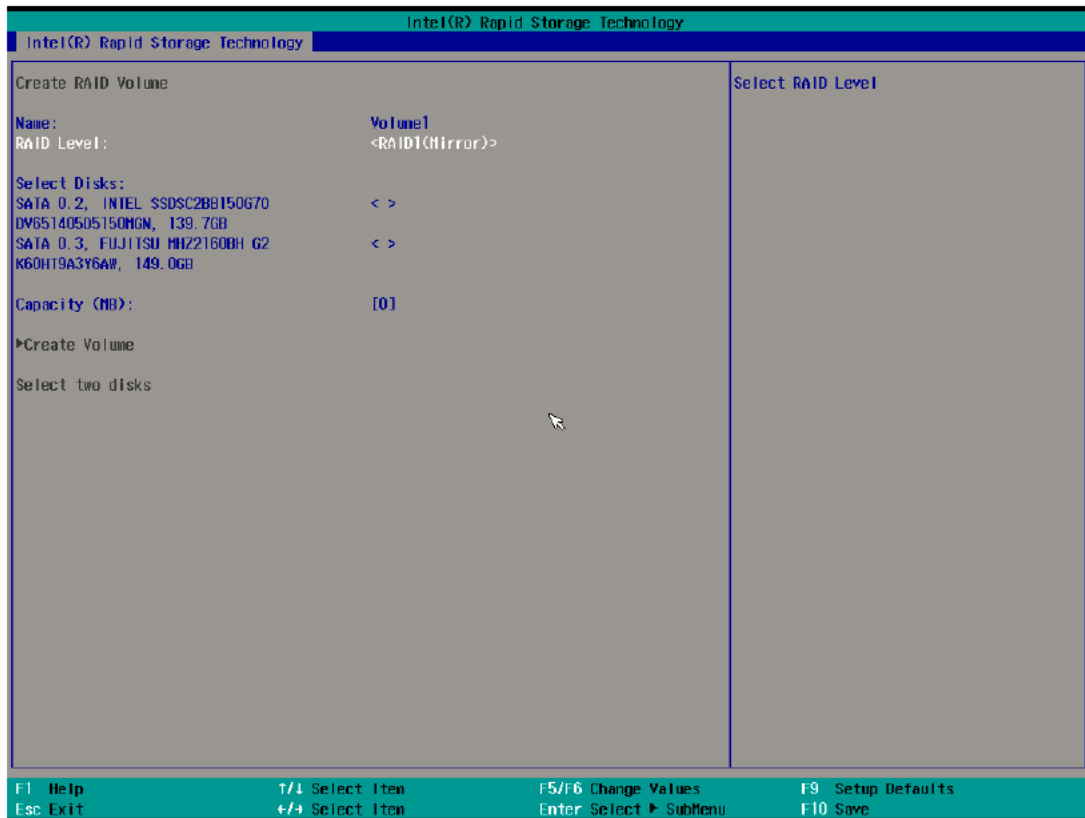 Intel(R) Rapid Storage Technology
Intel(R) Rapid Storage Technology
Create RAID Volume
Select RAID Level
Name: Volume1
RAID Level: <RAID1(Mirror)>
Select Disks:
SATA 0.2, INTEL SSDSC2BB150G70 < >
DV651405D5150MGN, 139.7GB
SATA 0.3, FUJITSU MHZ2160BH G2 < >
K60HT9A3Y6AW, 149.0GB
Capacity (MB): [0]
▶Create Volume
Select two disks
F1 Help ↑/↓ Select Item F5/F6 Change Values F9 Setup Defaults
Esc Exit ←/→ Select Item Enter Select ▶ SubMenu F10 Save